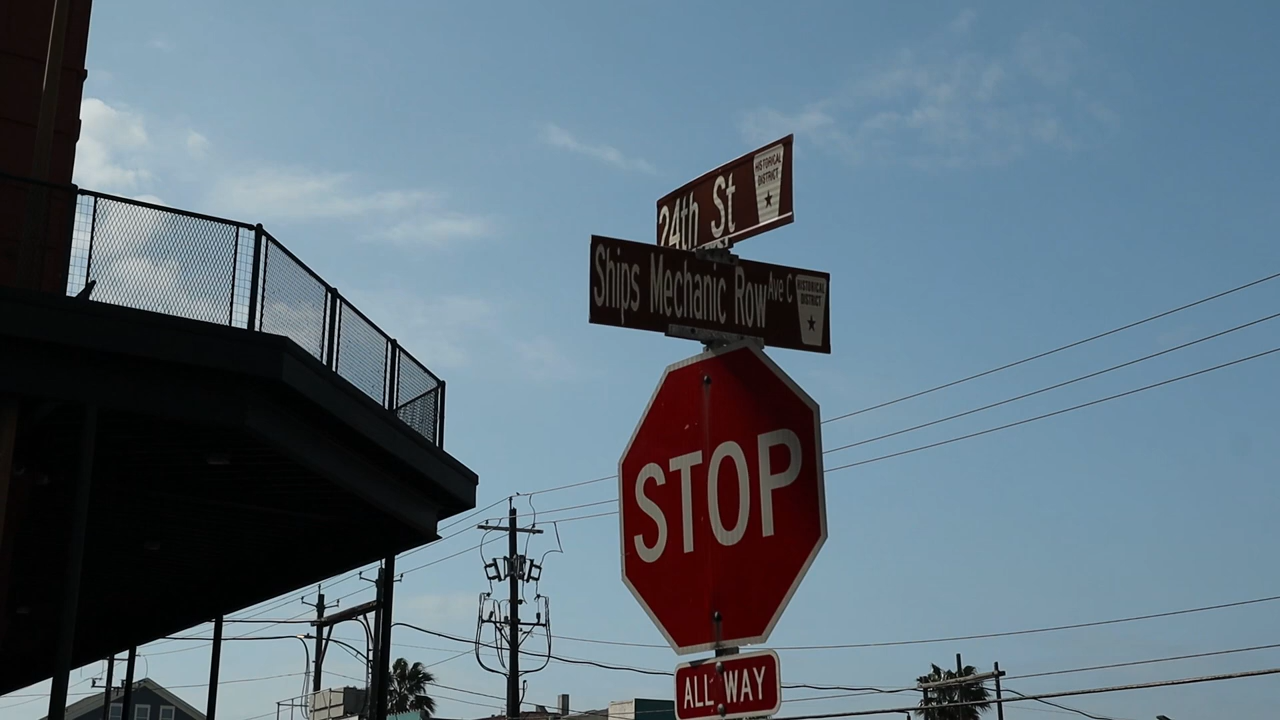 24th St
HISTORICAL
DISTRICT
Ships Mechanic Row Ave C
HISTORICAL
DISTRICT
STOP
ALL WAY